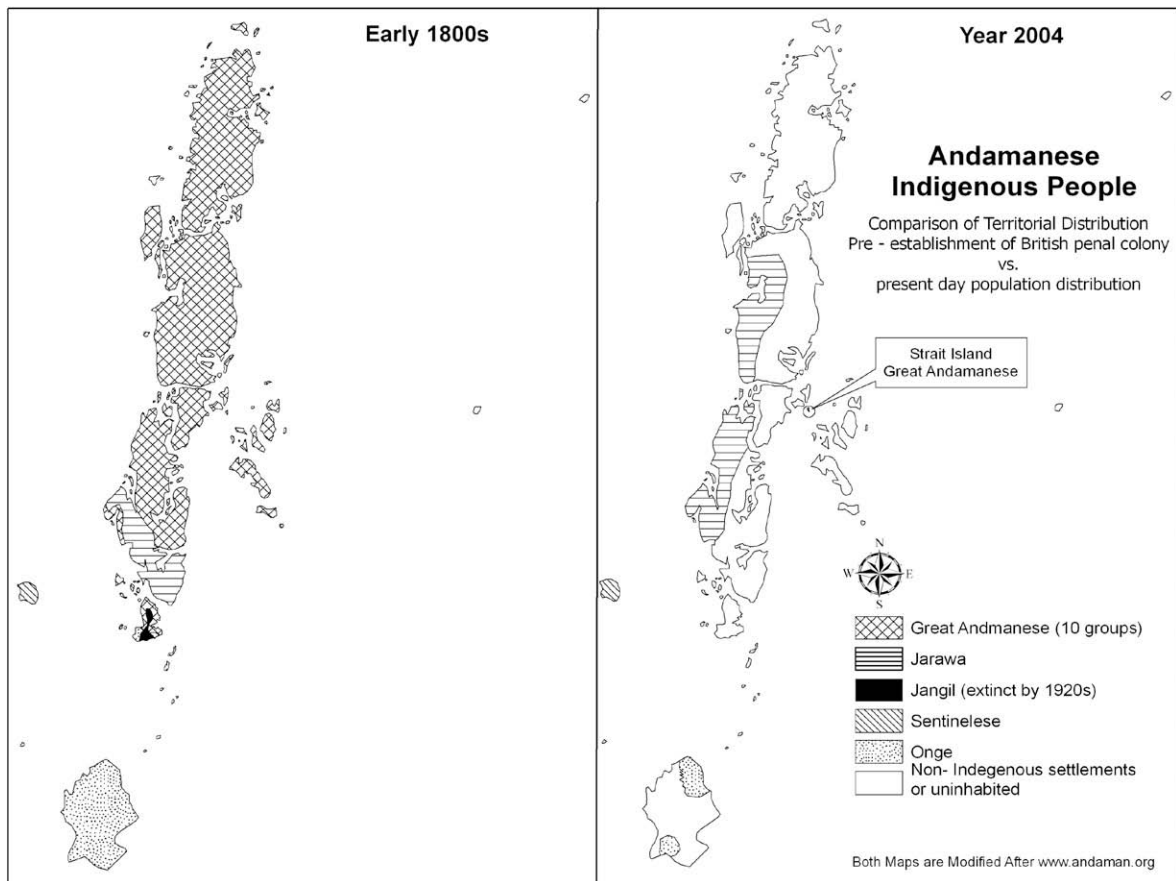 Early 1800s
Year 2004
Andamanese
Indigenous People
Comparison of Territorial Distribution
Pre - establishment of British penal colony
vs.
present day population distribution
Strait Island
Great Andamanese
N
W E
S
Great Andmanese (10 groups)
Jarawa
Jangil (extinct by 1920s)
Sentinelese
Onge
Non- Indegenous settlements
or uninhabited
Both Maps are Modified After www.andaman.org